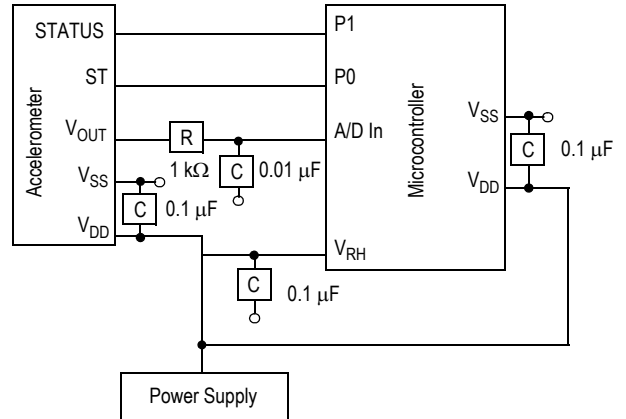 STATUS
P1
ST
P0
V_OUT
R
A/D In
1 kΩ
C
0.01 μF
Accelerometer
V_SS
C
0.1 μF
V_DD
Microcontroller
V_SS
C
0.1 μF
V_DD
V_RH
C
0.1 μF
Power Supply